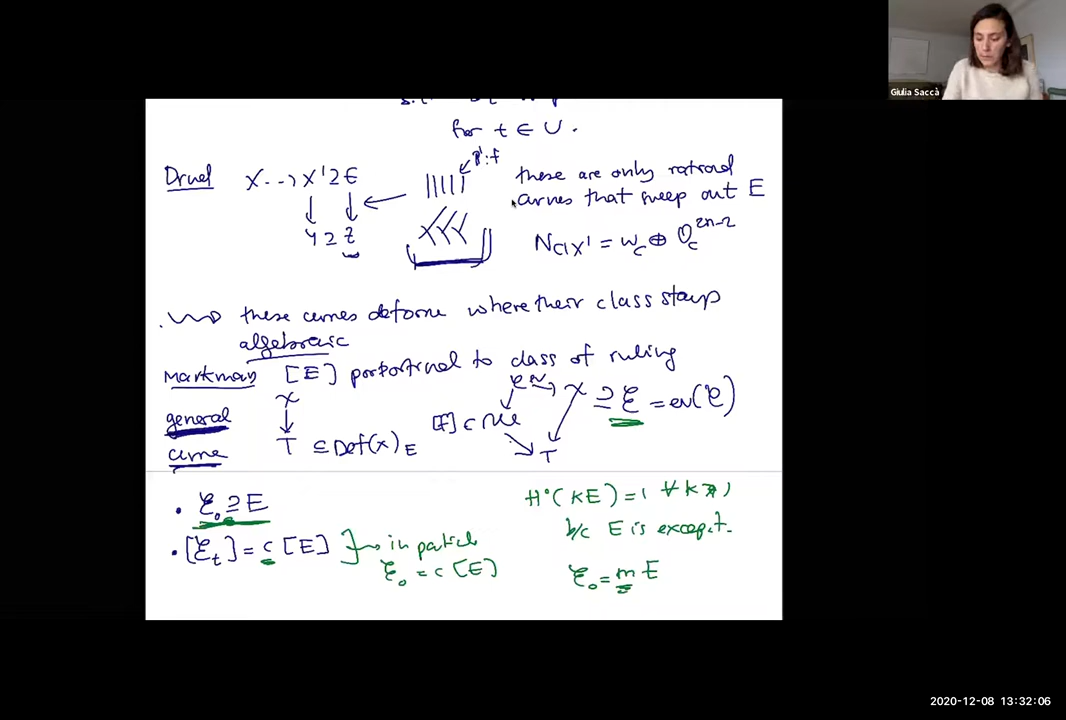 Giulia Saccà
for t ∈ U.
Druel X ⇢ X' ⊇ E
P':f
these are only rational
curves that sweep out E
↓ ↓ ←
Y ⊇ Z
N_{C|X'} = ω_C ⊕ O_C^{2n-2}
these curves deform where their class stays
algebraic
Markman [E] proportional to class of ruling
general X
↓
curve T ⊆ Def(X)_E
X ⊇ ℰ = ev(
T
• ℰ_0 ⊇ E
H°(kE) = 1 ∀ k
b/c E is except.
• [ℰ_t] = c [E] } → in particular
ℰ_0 = c [E]
ℰ_0 = m E
2020-12-08 13:32:06